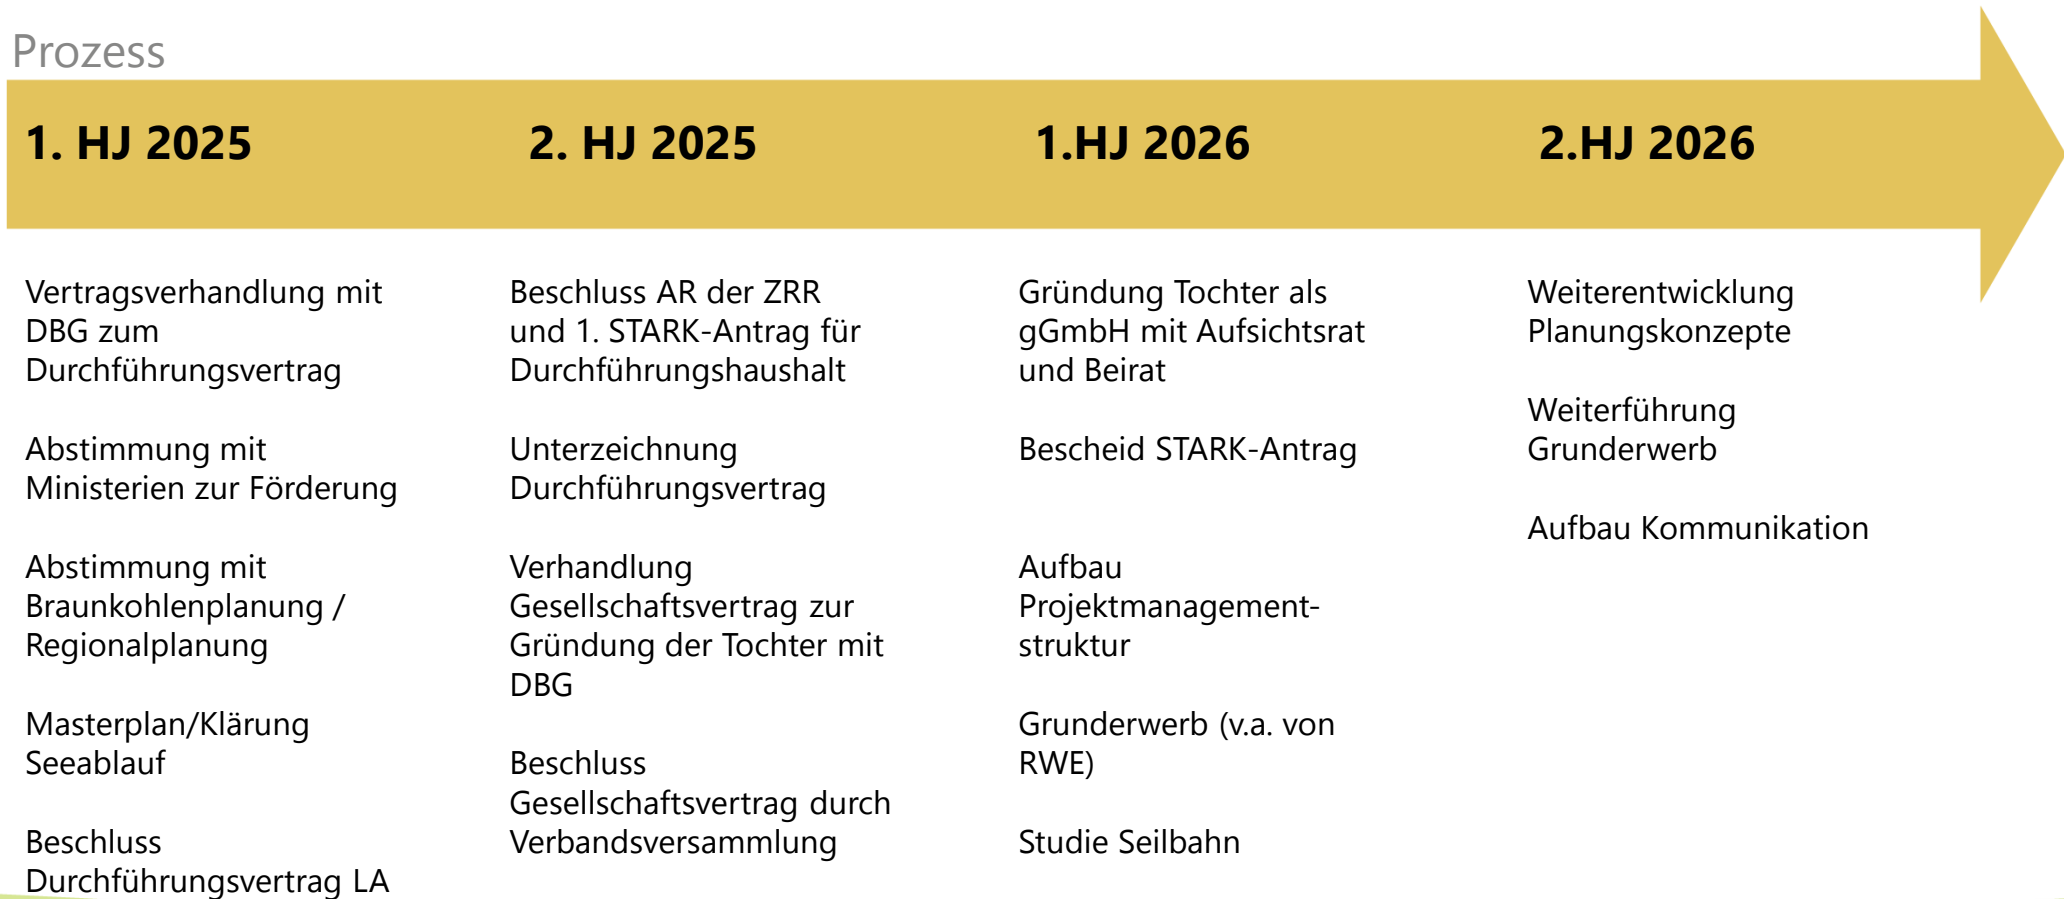 Prozess
1. HJ 2025
2. HJ 2025
1.HJ 2026
2.HJ 2026
Vertragsverhandlung mit
DBG zum
Durchführungsvertrag
Abstimmung mit
Ministerien zur Förderung
Abstimmung mit
Braunkohlenplanung /
Regionalplanung
Masterplan/Klärung
Seeablauf
Beschluss
Durchführungsvertrag LA
Beschluss AR der ZRR
und 1. STARK-Antrag für
Durchführungshaushalt
Unterzeichnung
Durchführungsvertrag
Verhandlung
Gesellschaftsvertrag zur
Gründung der Tochter mit
DBG
Beschluss
Gesellschaftsvertrag durch
Verbandsversammlung
Gründung Tochter als
gGmbH mit Aufsichtsrat
und Beirat
Bescheid STARK-Antrag
Aufbau
Projektmanagement-
struktur
Grunderwerb (v.a. von
RWE)
Studie Seilbahn
Weiterentwicklung
Planungskonzepte
Weiterführung
Grunderwerb
Aufbau Kommunikation